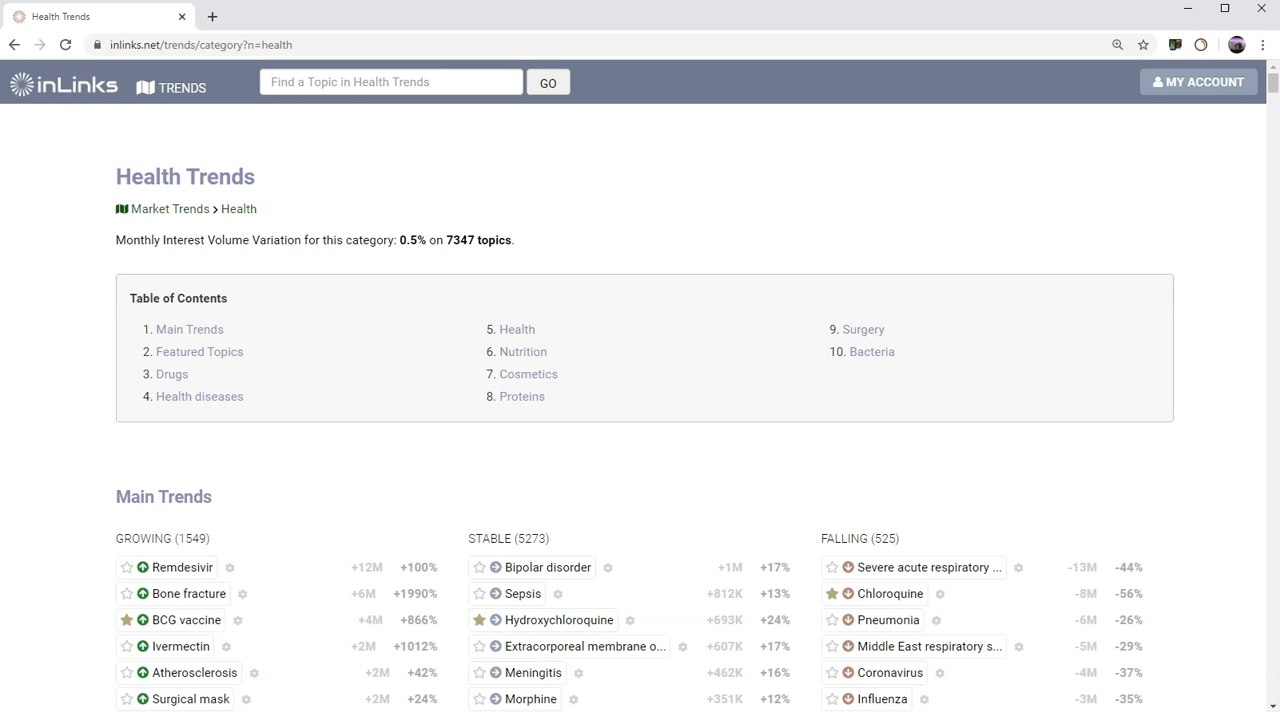 Health Trends
inlinks.net/trends/category?n=health
inLinks TRENDS Find a Topic in Health Trends GO MY ACCOUNT
Health Trends
Market Trends > Health
Monthly Interest Volume Variation for this category: 0.5% on 7347 topics.
Table of Contents
1. Main Trends
2. Featured Topics
3. Drugs
4. Health diseases
5. Health
6. Nutrition
7. Cosmetics
8. Proteins
9. Surgery
10. Bacteria
Main Trends
GROWING (1549)
Remdesivir +12M +100%
Bone fracture +6M +1990%
BCG vaccine +4M +866%
Ivermectin +2M +1012%
Atherosclerosis +2M +42%
Surgical mask +2M +24%
STABLE (5273)
Bipolar disorder +1M +17%
Sepsis +812K +13%
Hydroxychloroquine +693K +24%
Extracorporeal membrane o... +607K +17%
Meningitis +462K +16%
Morphine +351K +12%
FALLING (525)
Severe acute respiratory ... -13M -44%
Chloroquine -8M -56%
Pneumonia -6M -26%
Middle East respiratory s... -5M -29%
Coronavirus -4M -37%
Influenza -3M -35%